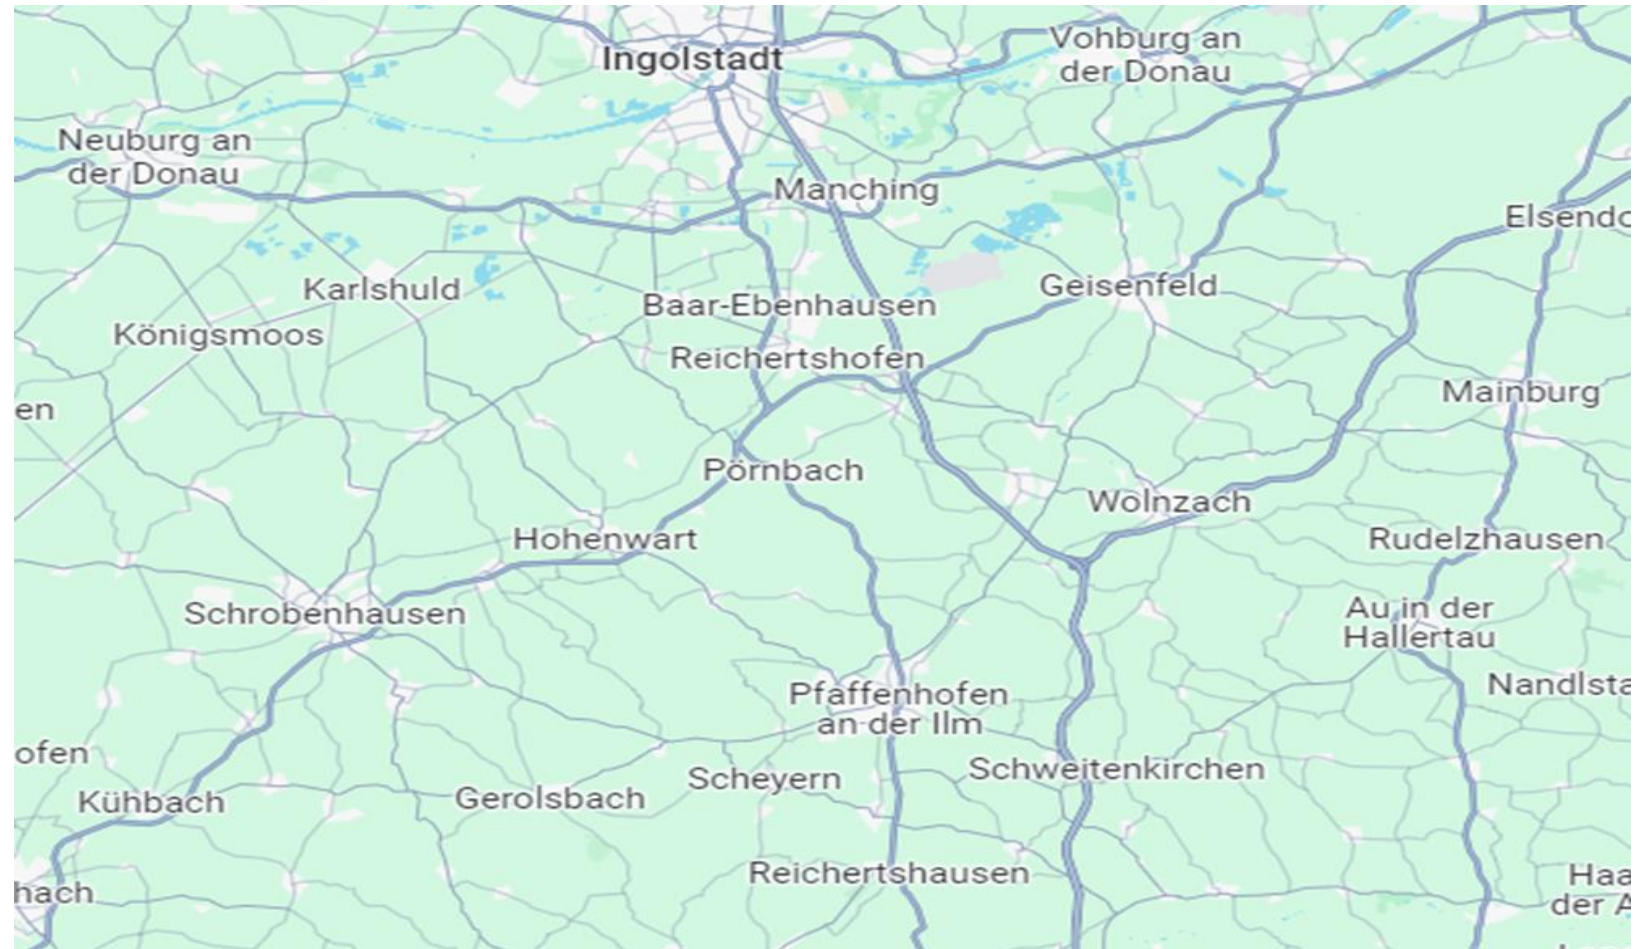 Ingolstadt
Vohburg an
der Donau
Neuburg an
der Donau
Manching
Elsendo
Karlshuld
Geisenfeld
Baar-Ebenhausen
Königsmoos
Reichertshofen
Mainburg
en
Pörnbach
Wolnzach
Hohenwart
Rudelzhausen
Schrobenhausen
Au in der
Hallertau
Nandlsta
Pfaffenhofen
an der Ilm
ofen
Schweitenkirchen
Scheyern
Kühbach
Gerolsbach
Reichertshausen
Haa
der A
hach